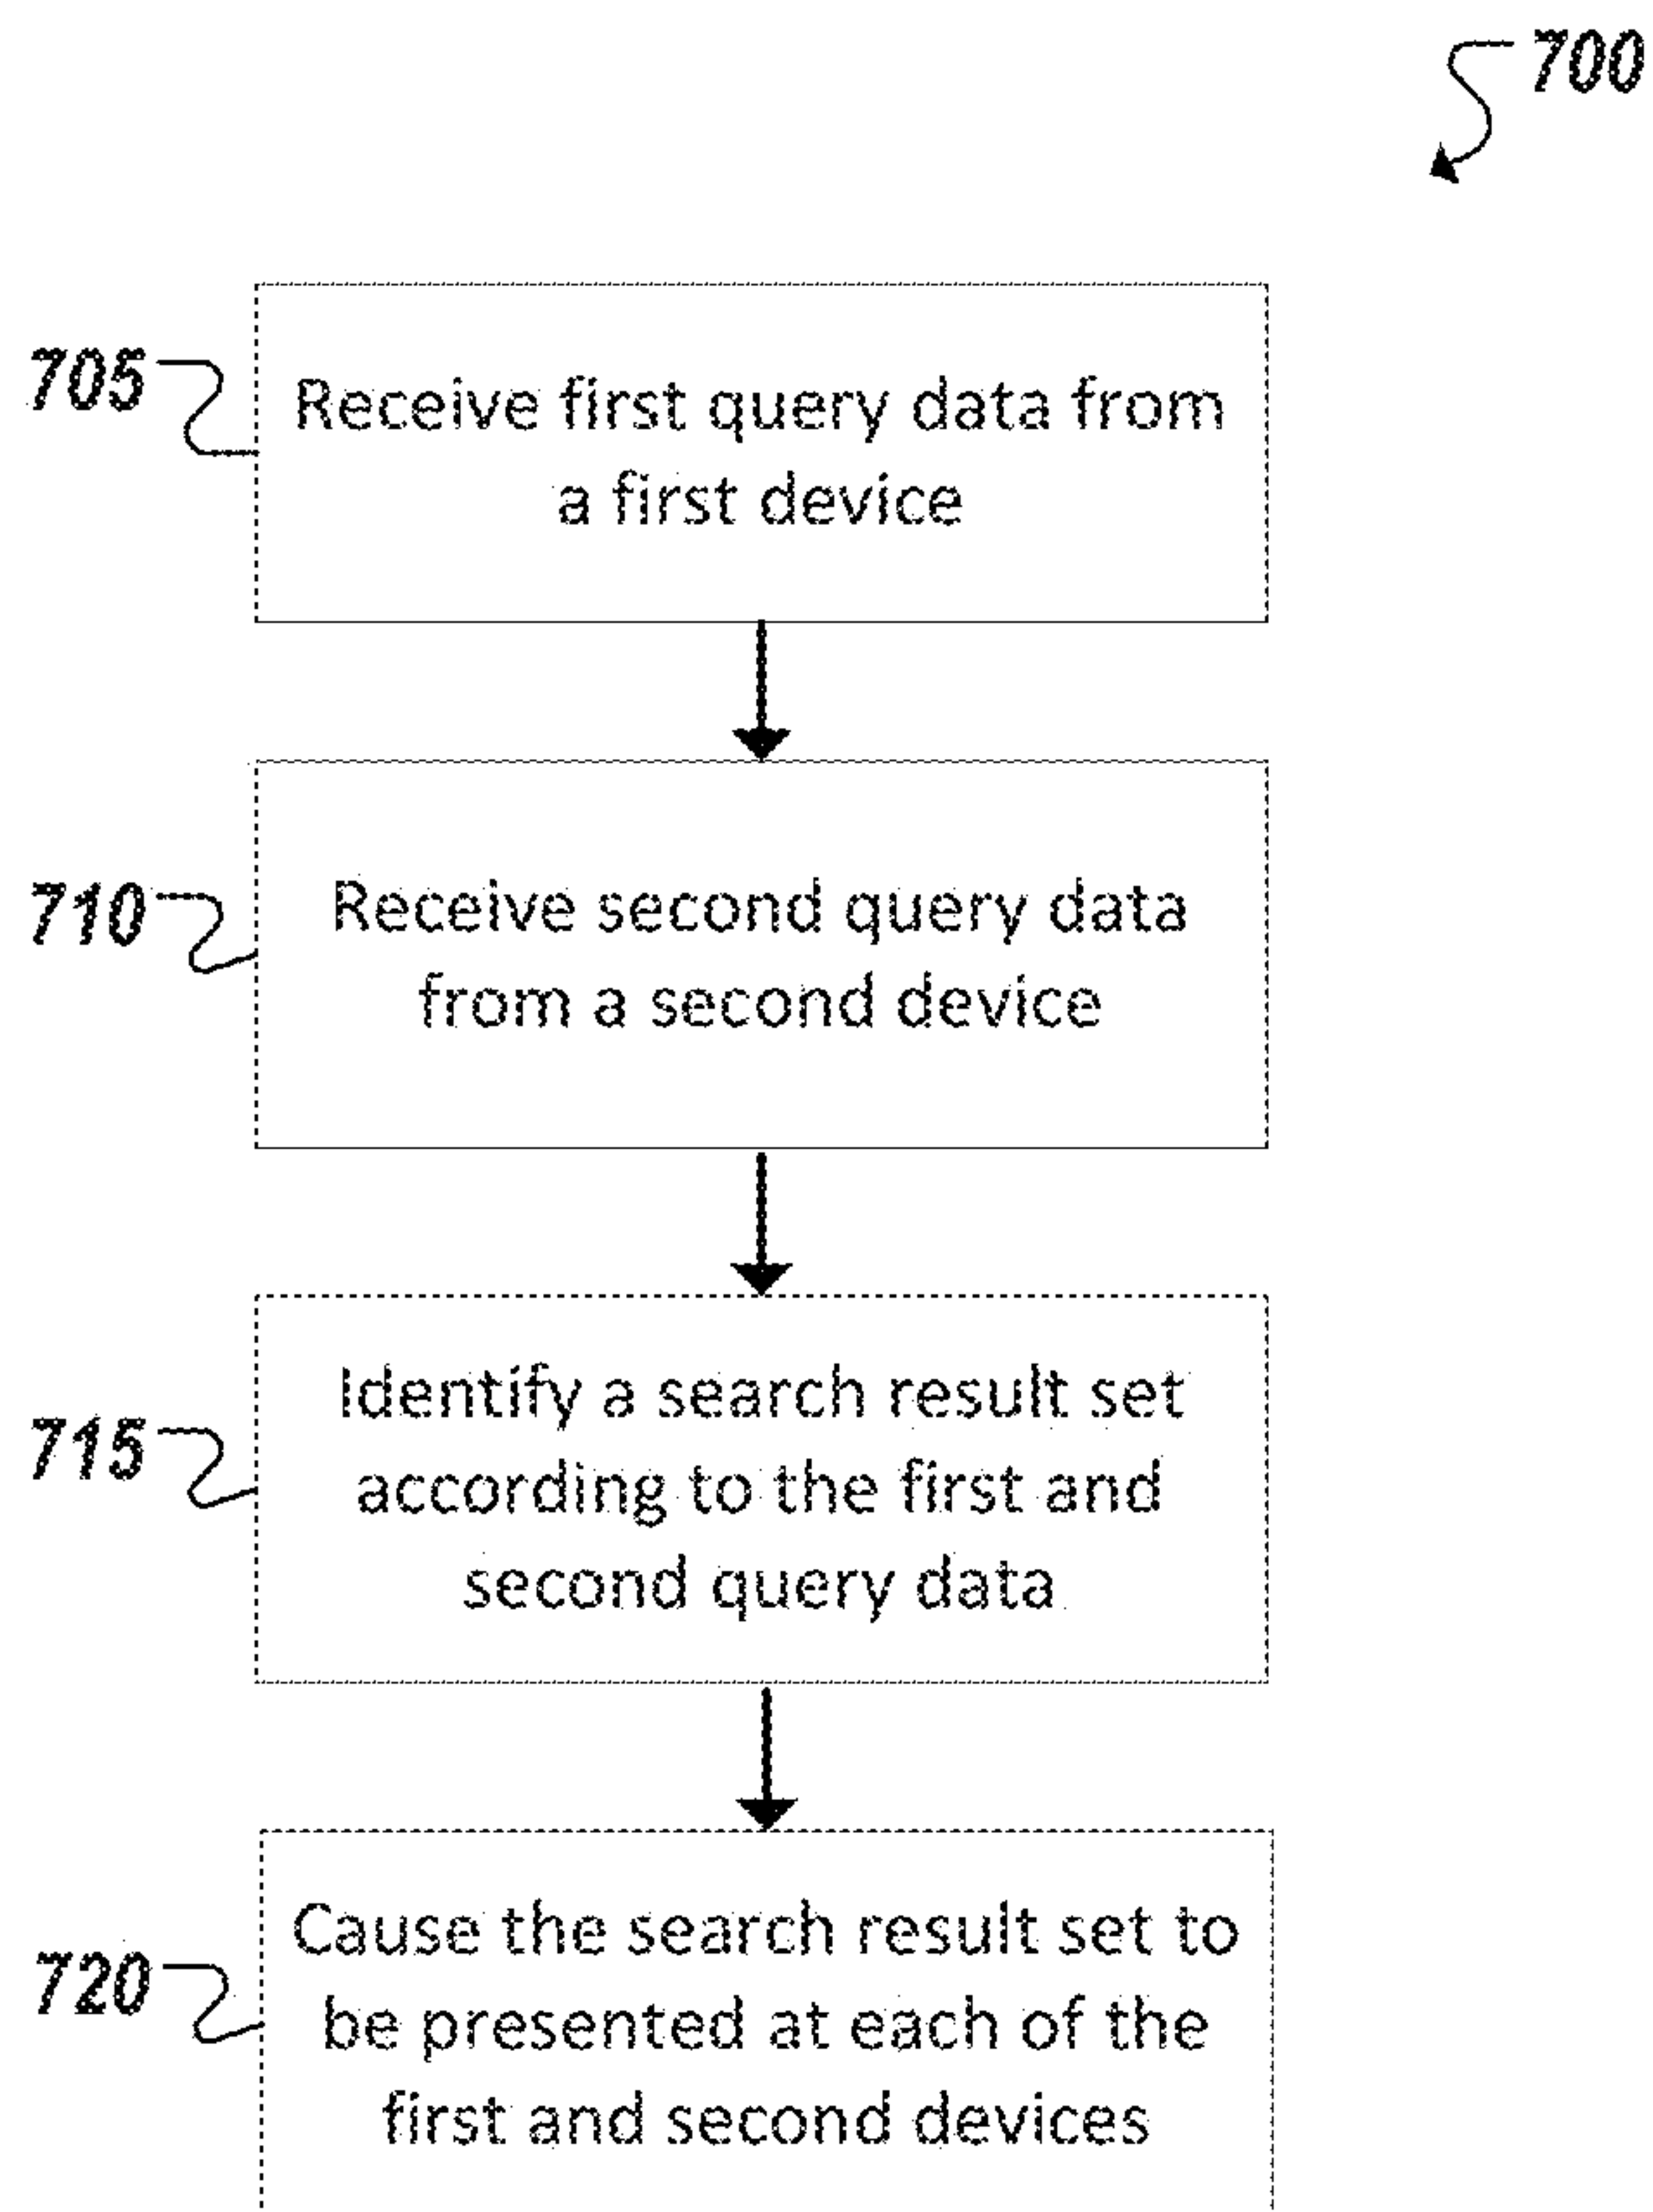 700
705
Receive first query data from
a first device
710
Receive second query data
from a second device
715
Identify a search result set
according to the first and
second query data
720
Cause the search result set to
be presented at each of the
first and second devices